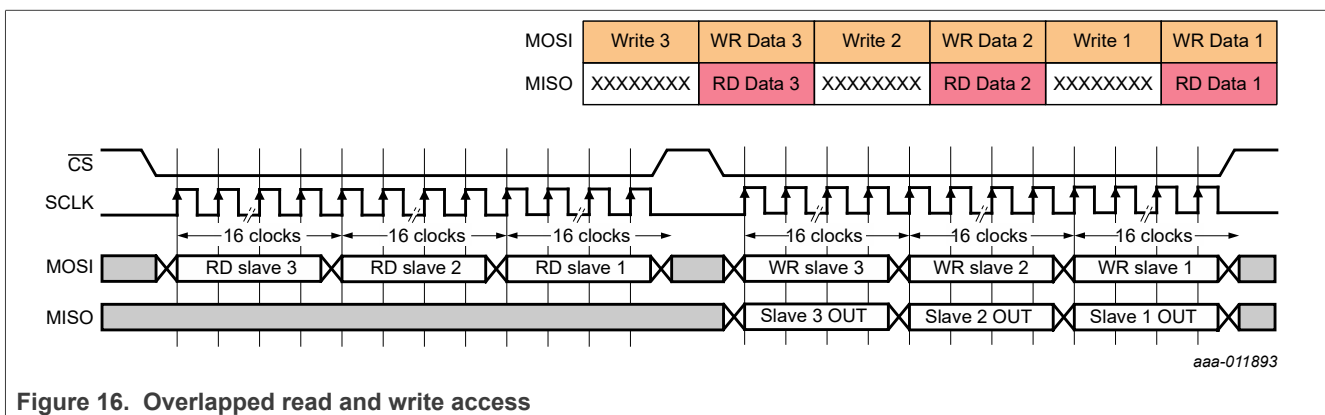 MOSI Write 3 WR Data 3 Write 2 WR Data 2 Write 1 WR Data 1
MISO XXXXXXXX RD Data 3 XXXXXXXX RD Data 2 XXXXXXXX RD Data 1
CS
SCLK
16 clocks 16 clocks 16 clocks 16 clocks 16 clocks 16 clocks
MOSI RD slave 3 RD slave 2 RD slave 1 WR slave 3 WR slave 2 WR slave 1
MISO Slave 3 OUT Slave 2 OUT Slave 1 OUT
aaa-011893
Figure 16. Overlapped read and write access